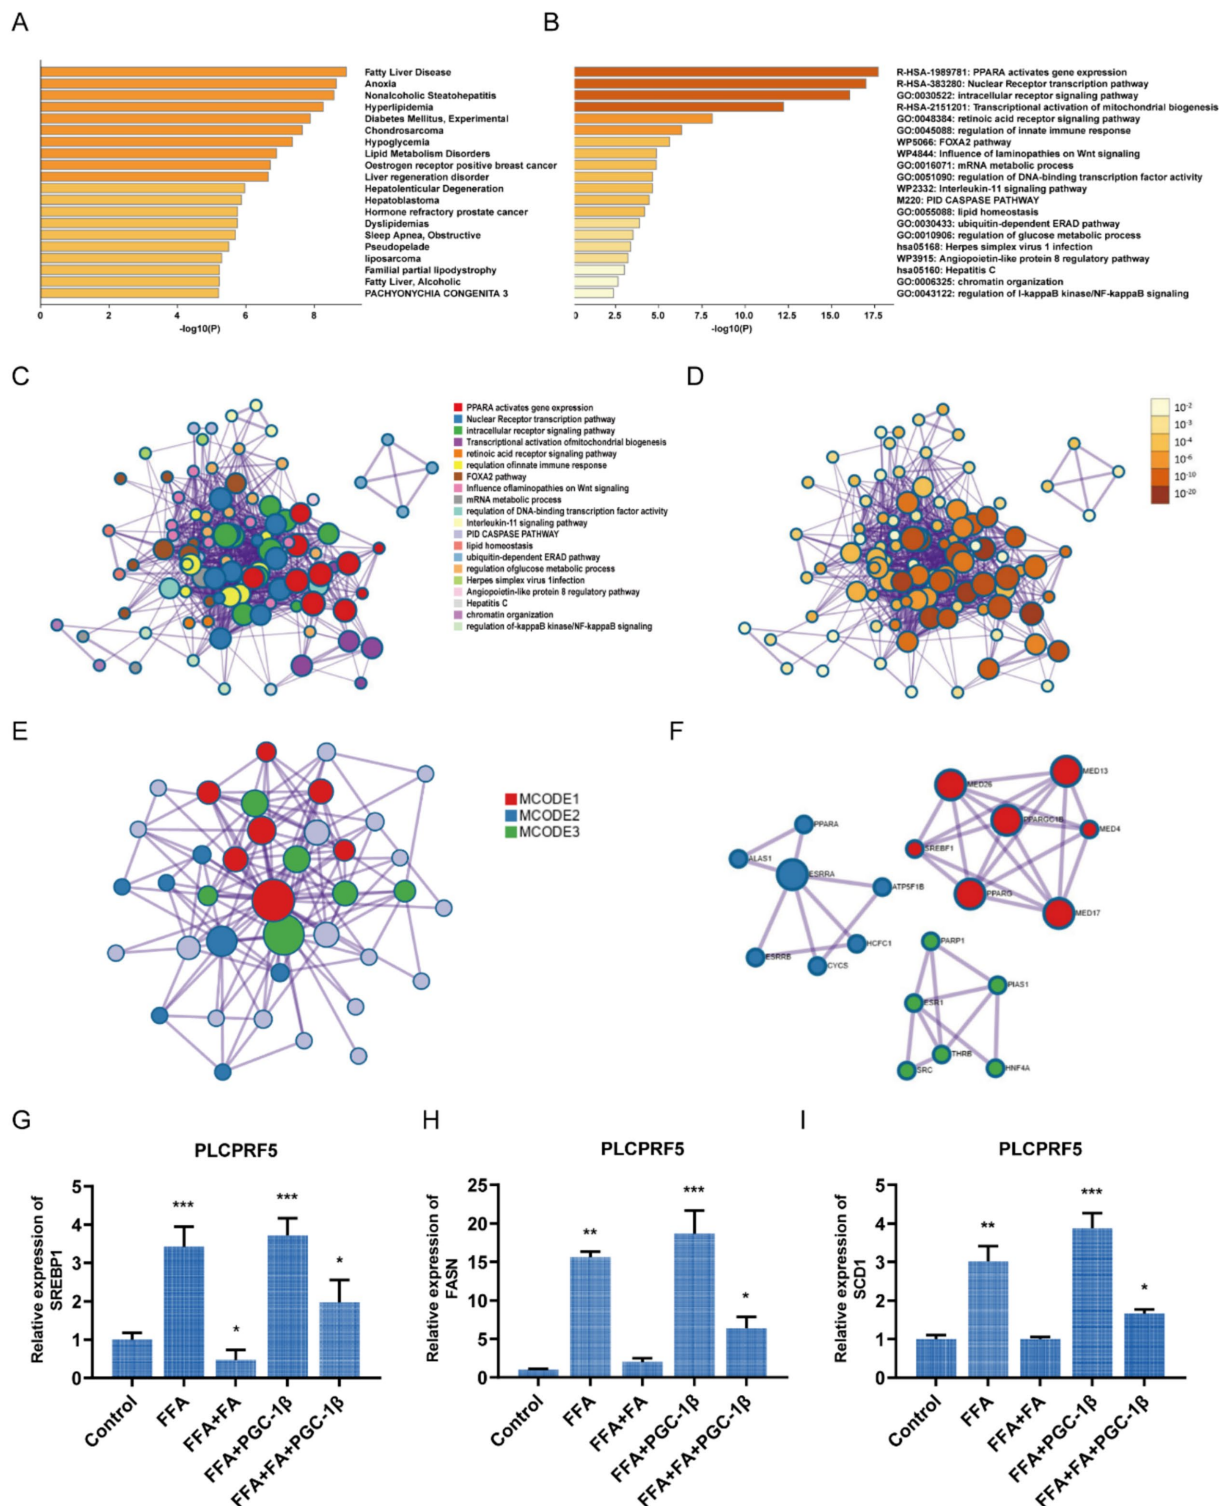 A
B
Fatty Liver Disease
Anoxia
Nonalcoholic Steatohepatitis
Hyperlipidemia
Diabetes Mellitus, Experimental
Chondrosarcoma
Hypoglycemia
Lipid Metabolism Disorders
Oestrogen receptor positive breast cancer
Liver regeneration disorder
Hepatolenticular Degeneration
Hepatoblastoma
Hormone refractory prostate cancer
Dyslipidemias
Sleep Apnea, Obstructive
Pseudopelade
liposarcoma
Familial partial lipodystrophy
Fatty Liver, Alcoholic
PACHYONYCHIA CONGENITA 3
0 2 4 6 8
-log10(P)
R-HSA-1989781: PPARA activates gene expression
R-HSA-383280: Nuclear Receptor transcription pathway
GO:0030522: intracellular receptor signaling pathway
R-HSA-2151201: Transcriptional activation of mitochondrial biogenesis
GO:0048384: retinoic acid receptor signaling pathway
GO:0045088: regulation of innate immune response
WP5066: FOXA2 pathway
WP4844: Influence of laminopathies on Wnt signaling
GO:0016071: mRNA metabolic process
GO:0051090: regulation of DNA-binding transcription factor activity
WP2332: Interleukin-11 signaling pathway
M220: PID CASPASE PATHWAY
GO:0055088: lipid homeostasis
GO:0030433: ubiquitin-dependent ERAD pathway
GO:0010906: regulation of glucose metabolic process
hsa05168: Herpes simplex virus 1 infection
WP3915: Angiopoietin-like protein 8 regulatory pathway
hsa05160: Hepatitis C
GO:0006325: chromatin organization
GO:0043122: regulation of I-kappaB kinase/NF-kappaB signaling
0 2.5 5.0 7.5 10.0 12.5 15.0 17.5
-log10(P)
C
D
PPARA activates gene expression
Nuclear Receptor transcription pathway
intracellular receptor signaling pathway
Transcriptional activation ofmitochondrial biogenesis
retinoic acid receptor signaling pathway
regulation ofinnate immune response
FOXA2 pathway
Influence oflaminopathies on Wnt signaling
mRNA metabolic process
regulation of DNA-binding transcription factor activity
Interleukin-11 signaling pathway
PID CASPASE PATHWAY
lipid homeostasis
ubiquitin-dependent ERAD pathway
regulation ofglucose metabolic process
Herpes simplex virus 1infection
Angiopoietin-like protein 8 regulatory pathway
Hepatitis C
chromatin organization
regulation of-kappaB kinase/NF-kappaB signaling
10-2
10-3
10-4
10-6
10-10
10-20
E
F
MCODE1
MCODE2
MCODE3
PPARA
ALAS1
ESRRA
ATP5F1B
HCFC1
ESRRB
CYCS
MED26
MED13
PPARGC1B
MED4
SREBF1
PPARG
MED17
PARP1
PIAS1
ESR1
THRB
SRC
HNF4A
G
H
I
PLCPRF5
Relative expression of
SREBP1
5
4
3
2
1
0
***
*
***
*
Control
FFA
FFA+FA
FFA+PGC-1β
FFA+FA+PGC-1β
PLCPRF5
Relative expression of
FASN
25
20
15
10
5
0
**
***
*
Control
FFA
FFA+FA
FFA+PGC-1β
FFA+FA+PGC-1β
PLCPRF5
Relative expression of
SCD1
5
4
3
2
1
0
**
***
*
Control
FFA
FFA+FA
FFA+PGC-1β
FFA+FA+PGC-1β